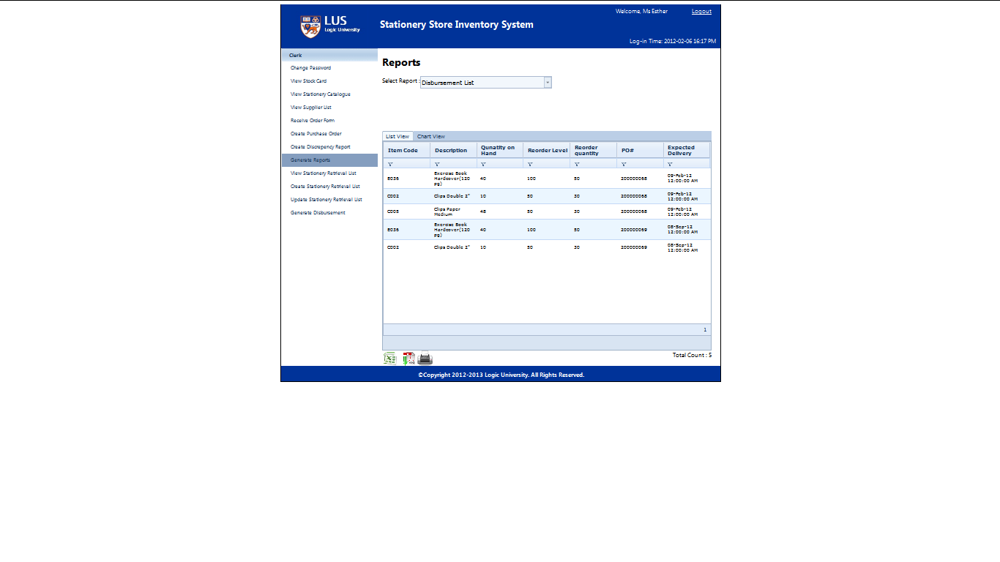 Welcome, Ms Esther Logout
LUS
Logic University
Stationery Store Inventory System
Log-in Time: 2012-02-06 16:17 PM
Clerk
Change Password
View Stock Card
View Stationery Catalogue
View Supplier List
Receive Order Form
Create Purchase Order
Create Discrepency Report
Generate Reports
View Stationery Retrieval List
Create Stationery Retrieval List
Update Stationery Retrieval List
Generate Disbursement
Reports
Select Report : Disbursement List
List View Chart View
Item Code Description Qunatity on Hand Reorder Level Reorder quantity PO# Expected Delivery
E036 Exercise Book Hardcover(120 pg) 40 100 50 200000068 09-Feb-12 12:00:00 AM
C002 Clips Double 2" 10 50 30 200000068 09-Feb-12 12:00:00 AM
C005 Clips Paper Medium 48 50 30 200000068 09-Feb-12 12:00:00 AM
E036 Exercise Book Hardcover(120 pg) 40 100 50 200000069 08-Sep-12 12:00:00 AM
C002 Clips Double 2" 10 50 30 200000069 08-Sep-12 12:00:00 AM
1
Total Count : 5
©Copyright 2012-2013 Logic University. All Rights Reserved.